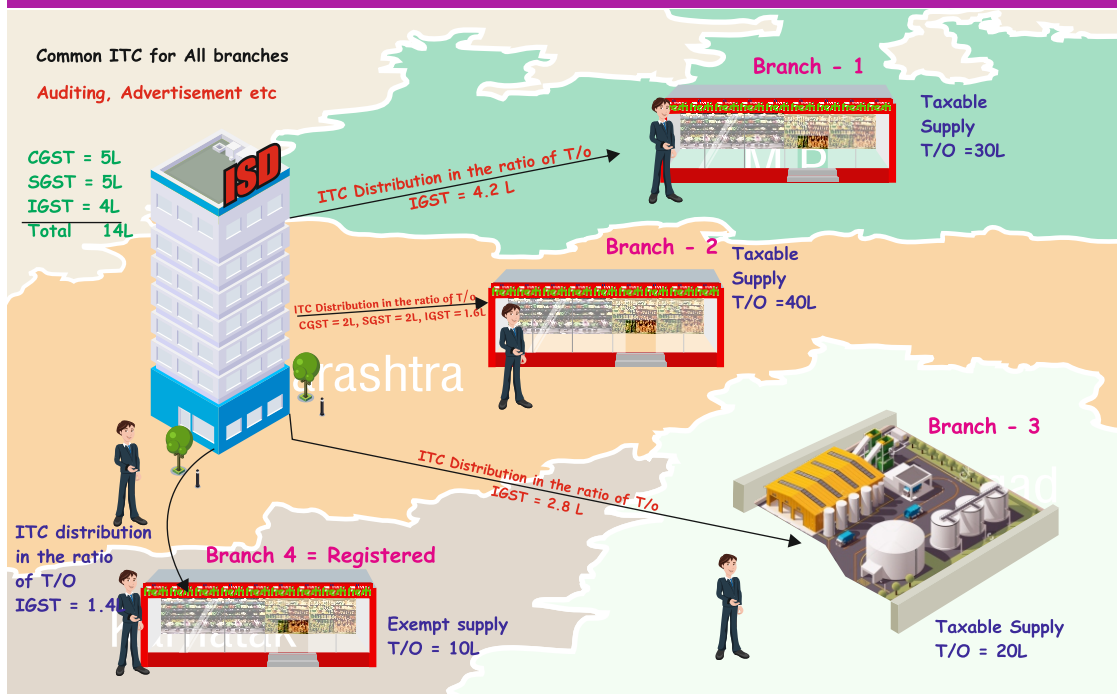 Common ITC for All branches
Auditing, Advertisement etc
CGST = 5L
SGST = 5L
IGST = 4L
Total 14L
ISD
ITC Distribution in the ratio of T/o
IGST = 4.2 L
Branch - 1
M P
Taxable
Supply
T/O =30L
Branch - 2
Taxable
Supply
T/O =40L
ITC Distribution in the ratio of T/o
CGST = 2L, SGST = 2L, IGST = 1.6L
Branch - 3
ITC Distribution in the ratio of T/o
IGST = 2.8 L
Taxable Supply
T/O = 20L
ITC distribution
in the ratio
of T/O
IGST = 1.4
Branch 4 = Registered
Exempt supply
T/O = 10L